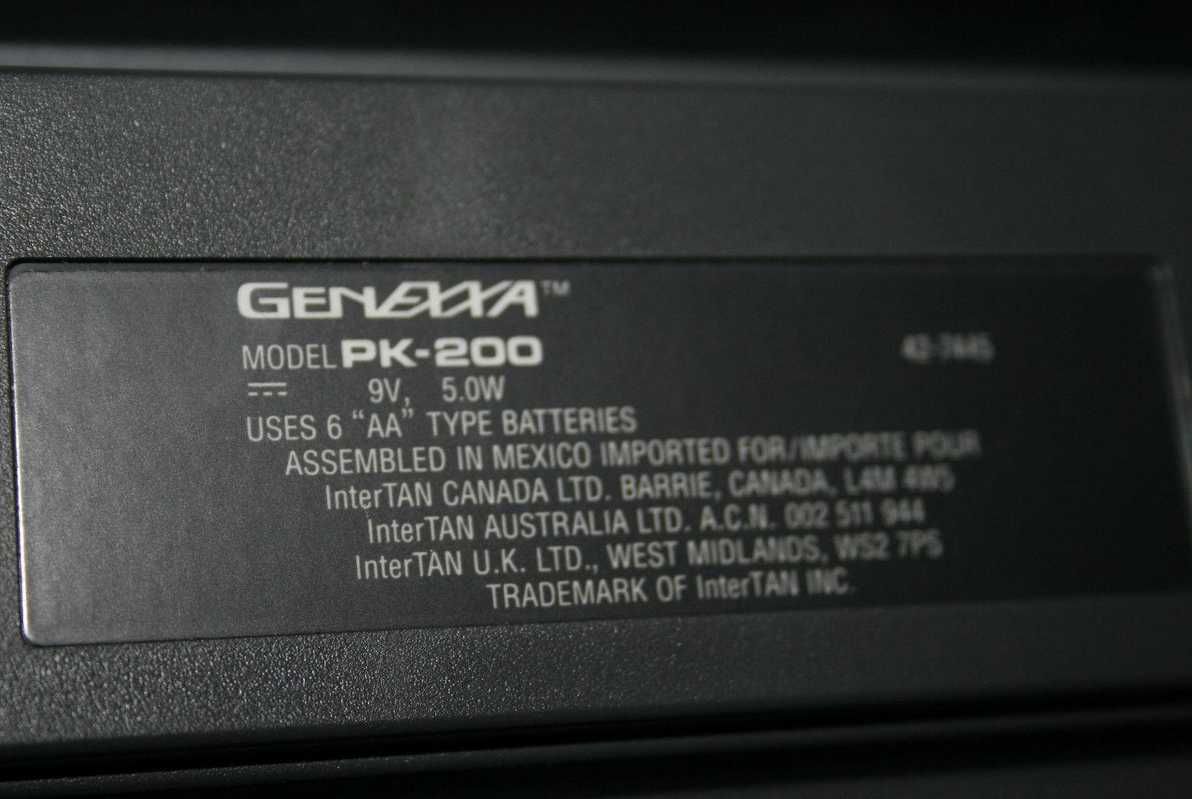 GENEXXA™
MODEL PK-200
9V, 5.0W
USES 6 “AA” TYPE BATTERIES
ASSEMBLED IN MEXICO IMPORTED FOR/IMPORTE POUR
InterTAN CANADA LTD. BARRIE, CANADA, L4M 4W5
InterTAN AUSTRALIA LTD. A.C.N. 002 511 944
InterTAN U.K. LTD., WEST MIDLANDS, WS2 7PS
TRADEMARK OF InterTAN INC.